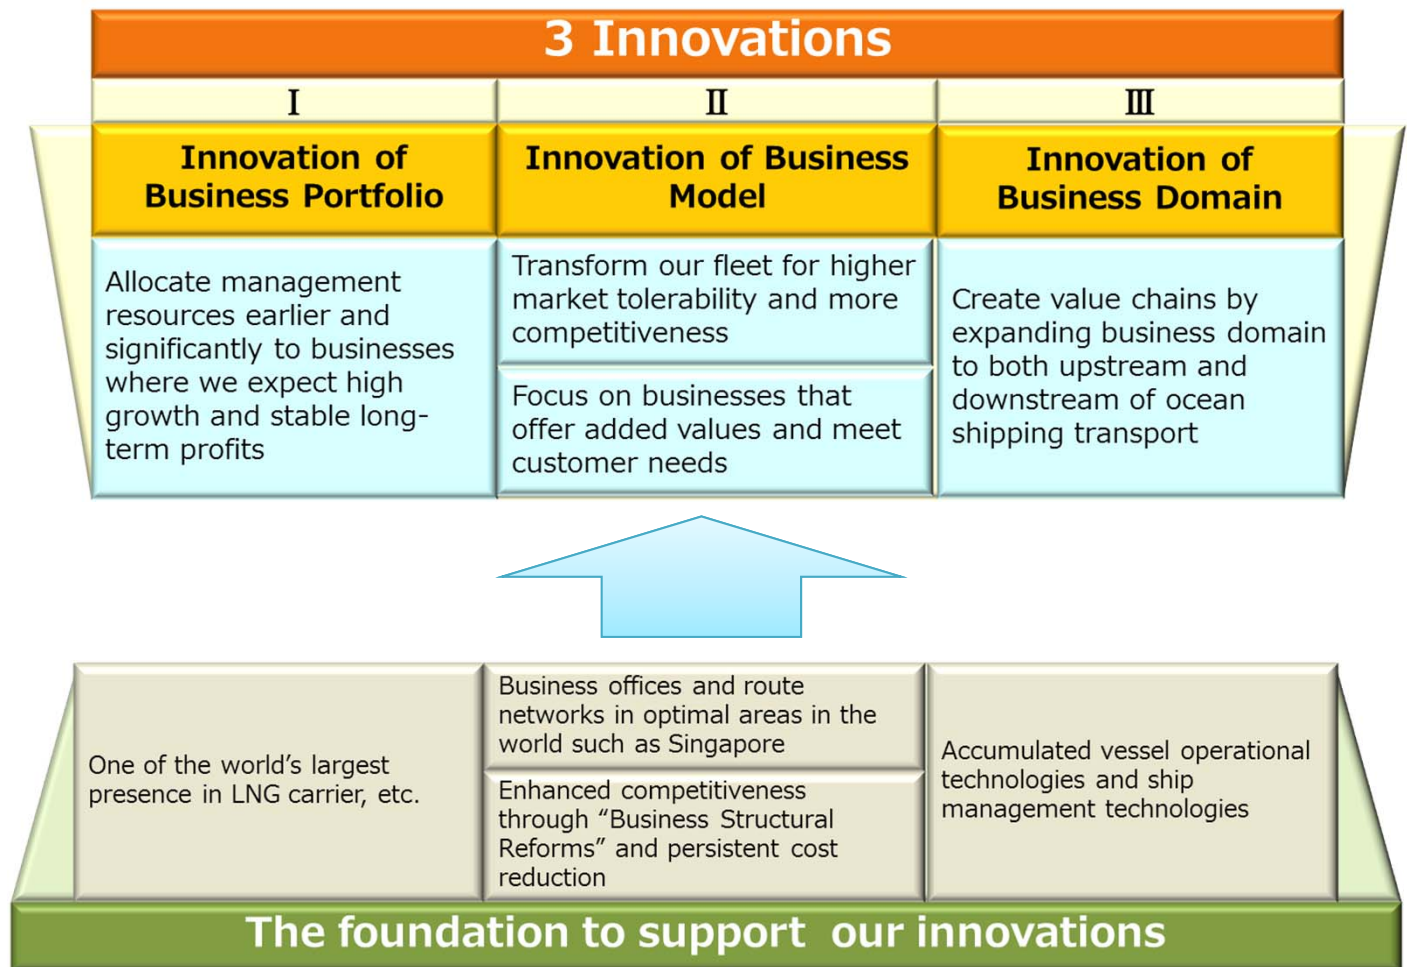 3 Innovations
I
II
III
Innovation of
Business Portfolio
Innovation of Business
Model
Innovation of
Business Domain
Allocate management
resources earlier and
significantly to businesses
where we expect high
growth and stable long-
term profits
Transform our fleet for higher
market tolerability and more
competitiveness
Focus on businesses that
offer added values and meet
customer needs
Create value chains by
expanding business domain
to both upstream and
downstream of ocean
shipping transport
One of the world’s largest
presence in LNG carrier, etc.
Business offices and route
networks in optimal areas in the
world such as Singapore
Enhanced competitiveness
through “Business Structural
Reforms” and persistent cost
reduction
Accumulated vessel operational
technologies and ship
management technologies
The foundation to support our innovations